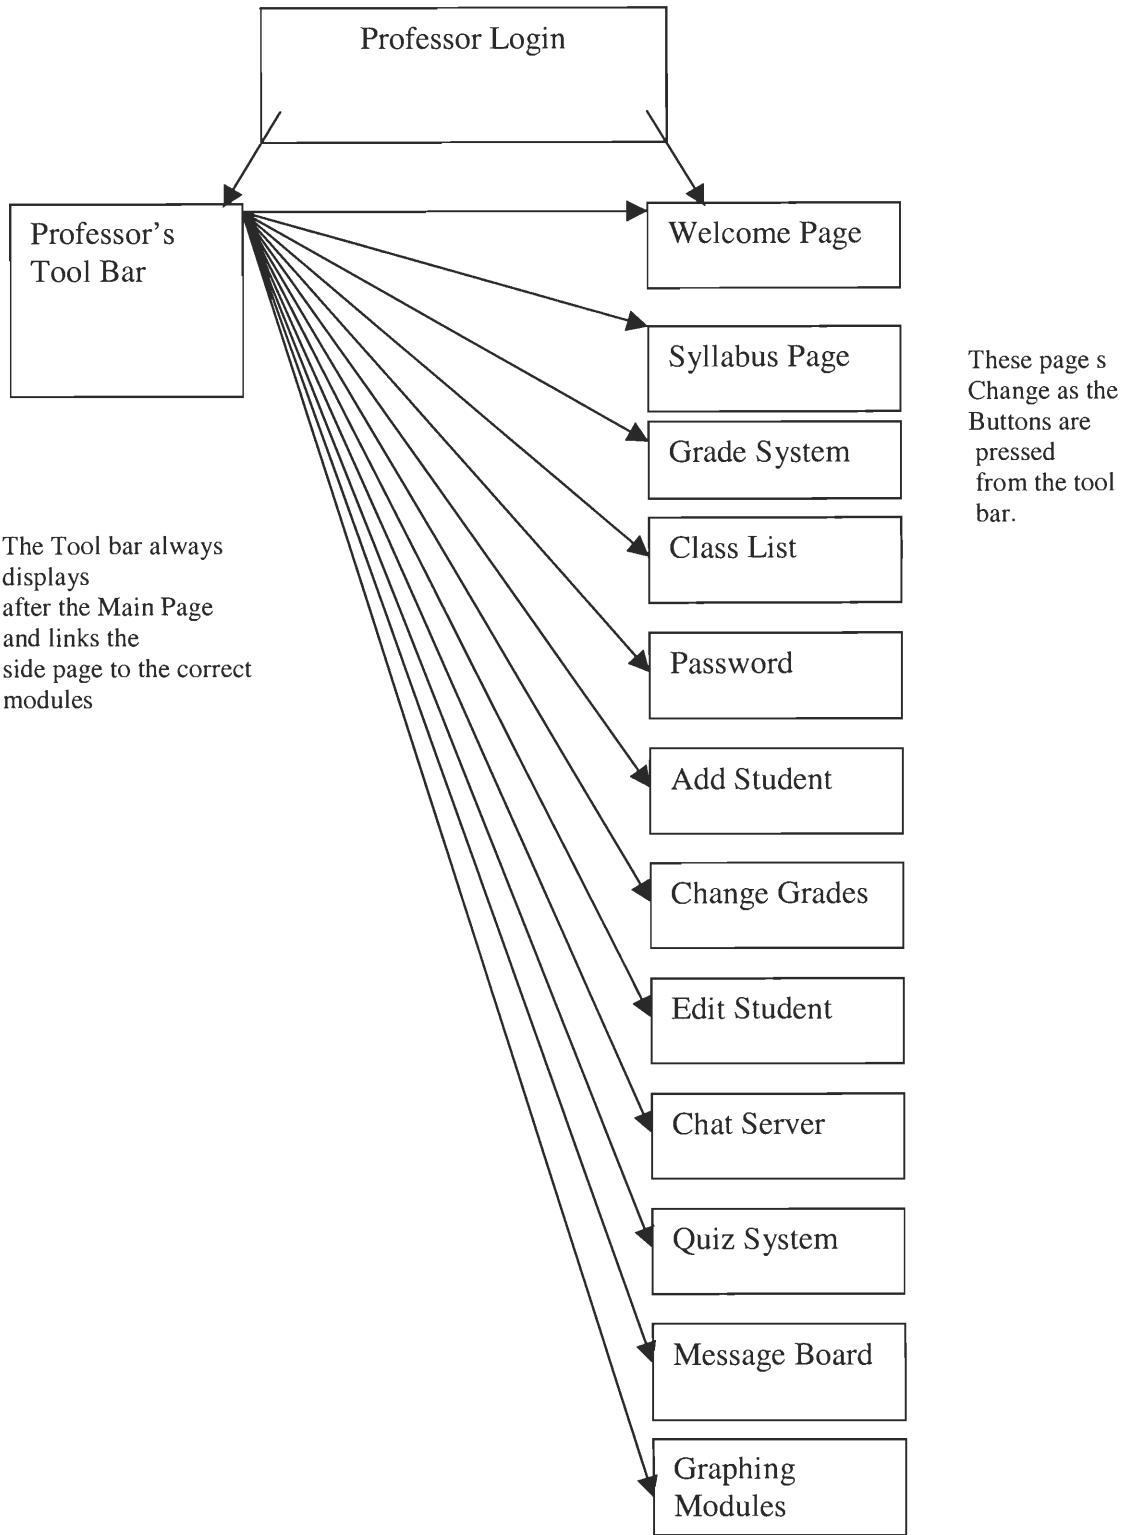 Professor Login
Professor's
Tool Bar
Welcome Page
Syllabus Page
These page s
Change as the
Buttons are
pressed
from the tool
bar.
Grade System
Class List
The Tool bar always
displays
after the Main Page
and links the
side page to the correct
modules
Password
Add Student
Change Grades
Edit Student
Chat Server
Quiz System
Message Board
Graphing
Modules